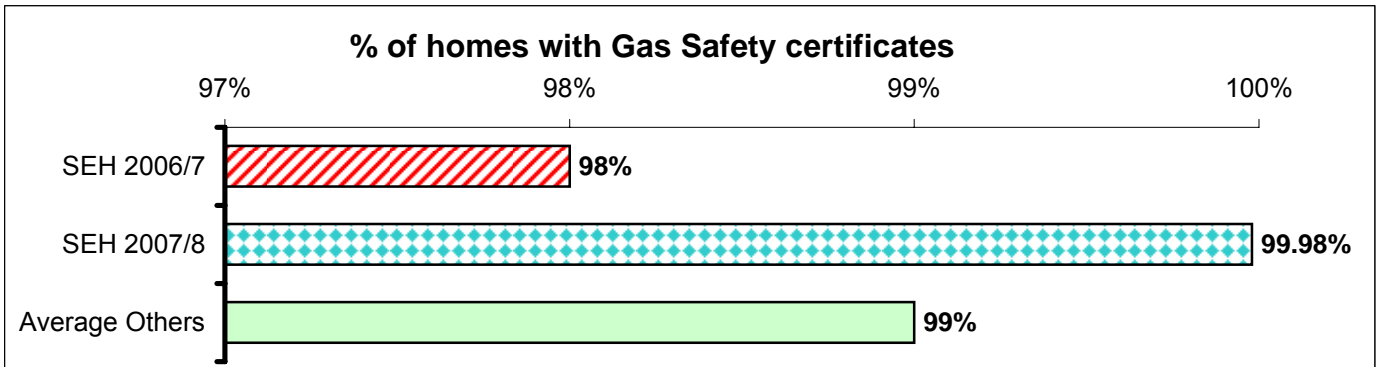 % of homes with Gas Safety certificates
97% 98% 99% 100%
SEH 2006/7 98%
SEH 2007/8 99.98%
Average Others 99%